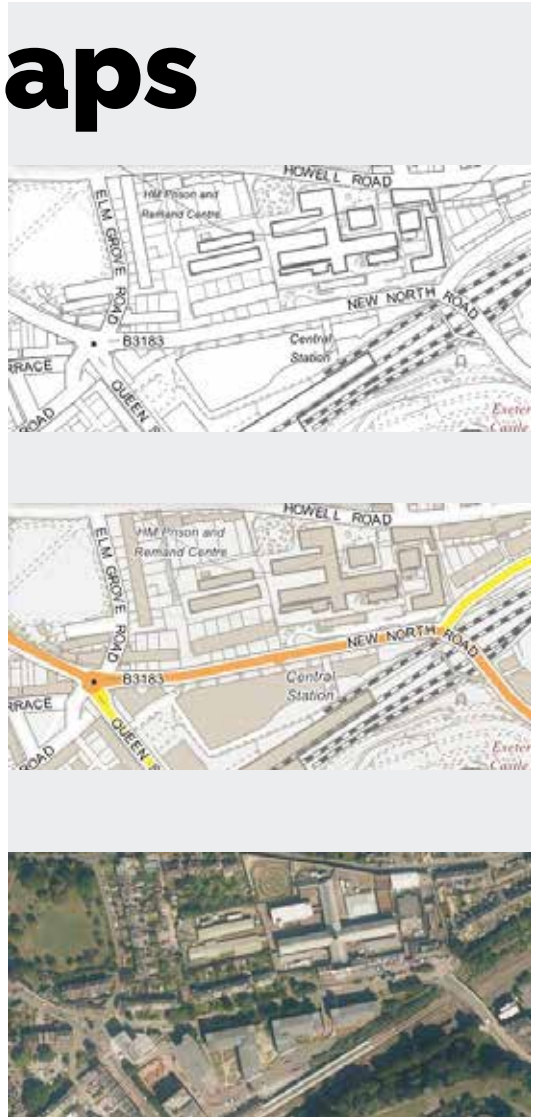 aps
HOWELL ROAD
HM Prison and
Remand Centre
ELM GROVE ROAD
NEW NORTH ROAD
B3183
Central
Station
RRACE
QUEEN S
ROAD
Exeter
Castle
HOWELL ROAD
HM Prison and
Remand Centre
ELM GROVE ROAD
NEW NORTH ROAD
B3183
Central
Station
RRACE
QUEEN S
ROAD
Exeter
Castle